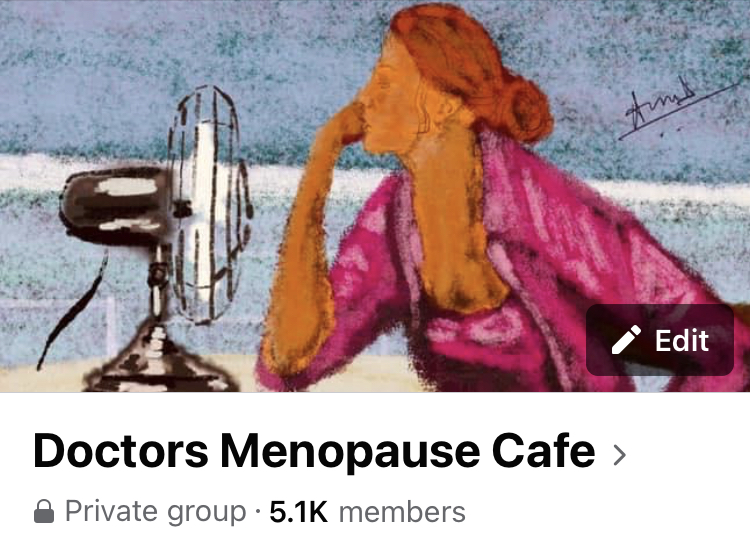 Edit
Doctors Menopause Cafe
Private group · 5.1K members